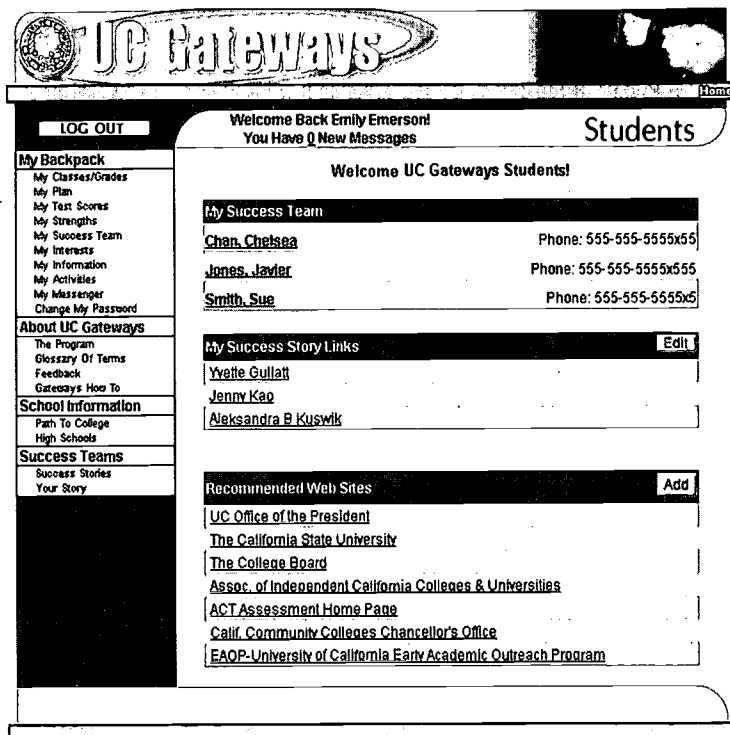 UC Gateways
Home
LOG OUT
Welcome Back Emily Emerson!
You Have 0 New Messages
Students
My Backpack
My Classes/Grades
My Plan
My Test Scores
My Strengths
My Success Team
My Interests
My Information
My Activities
My Messenger
Change My Password
About UC Gateways
The Program
Glossary Of Terms
Feedback
Gateways How To
School Information
Path To College
High Schools
Success Teams
Success Stories
Your Story
Welcome UC Gateways Students!
My Success Team
Chan, Chelsea Phone: 555-555-5555x55
Jones, Javier Phone: 555-555-5555x555
Smith, Sue Phone: 555-555-5555x5
My Success Story Links Edit
Yvette Gullatt
Jenny Kao
Aleksandra B Kuswik
Recommended Web Sites Add
UC Office of the President
The California State University
The College Board
Assoc. of Independent California Colleges & Universities
ACT Assessment Home Page
Calif. Community Colleges Chancellor's Office
EAOP-University of California Early Academic Outreach Program